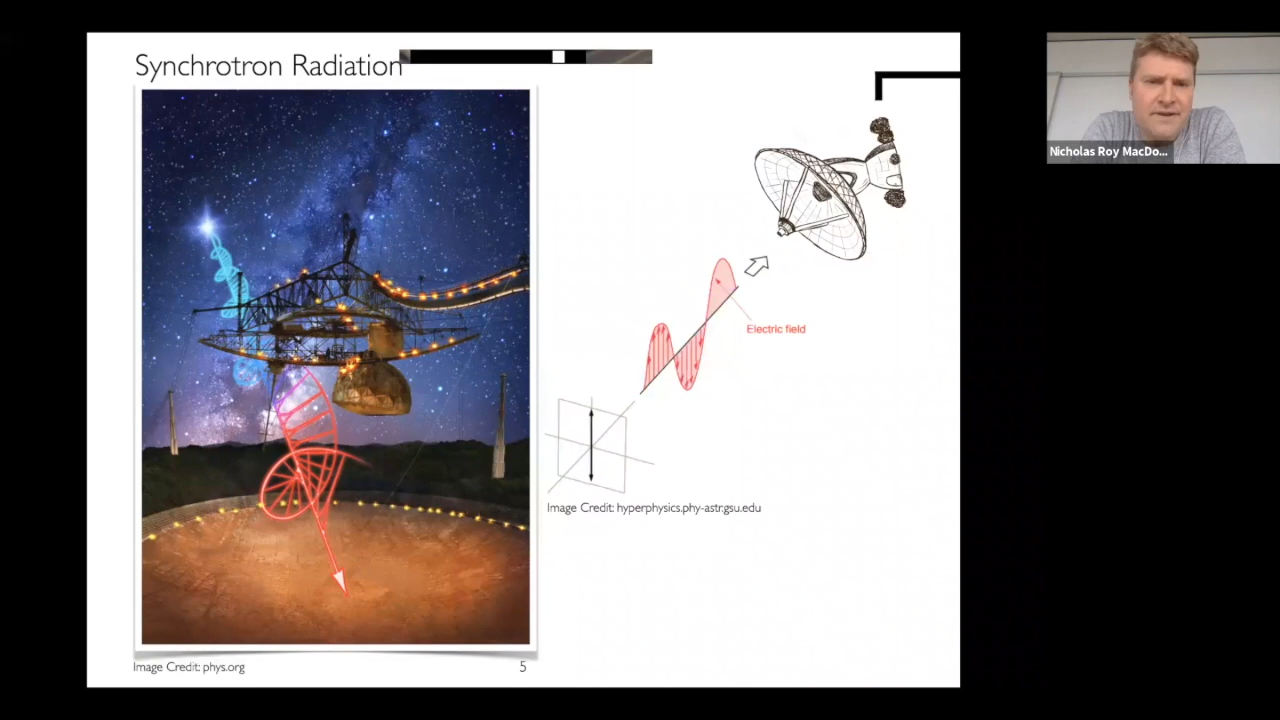 Synchrotron Radiation
Nicholas Roy MacDo...
Electric field
Image Credit: hyperphysics.phy-astr.gsu.edu
Image Credit: phys.org
5